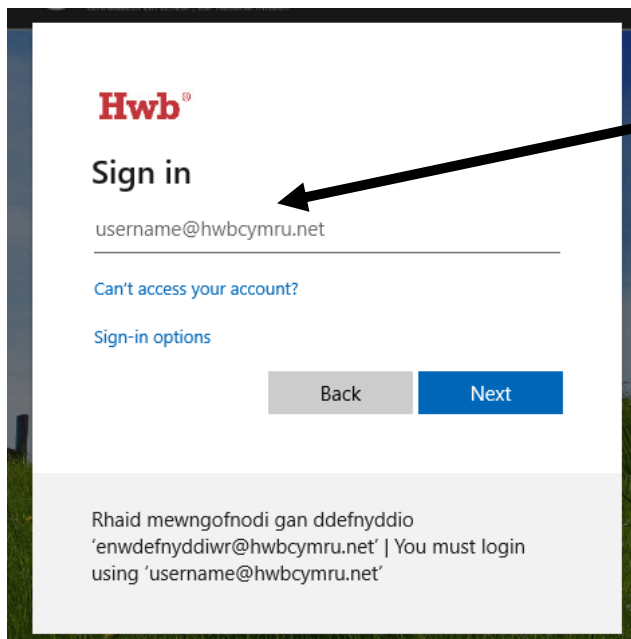 Hwb®
Sign in
username@hwbcymru.net
Can't access your account?
Sign-in options
Back
Next
Rhaid mewngofnodi gan ddefnyddio
‘enwdefnyddiwr@hwbcymru.net’ | You must login
using ‘username@hwbcymru.net’